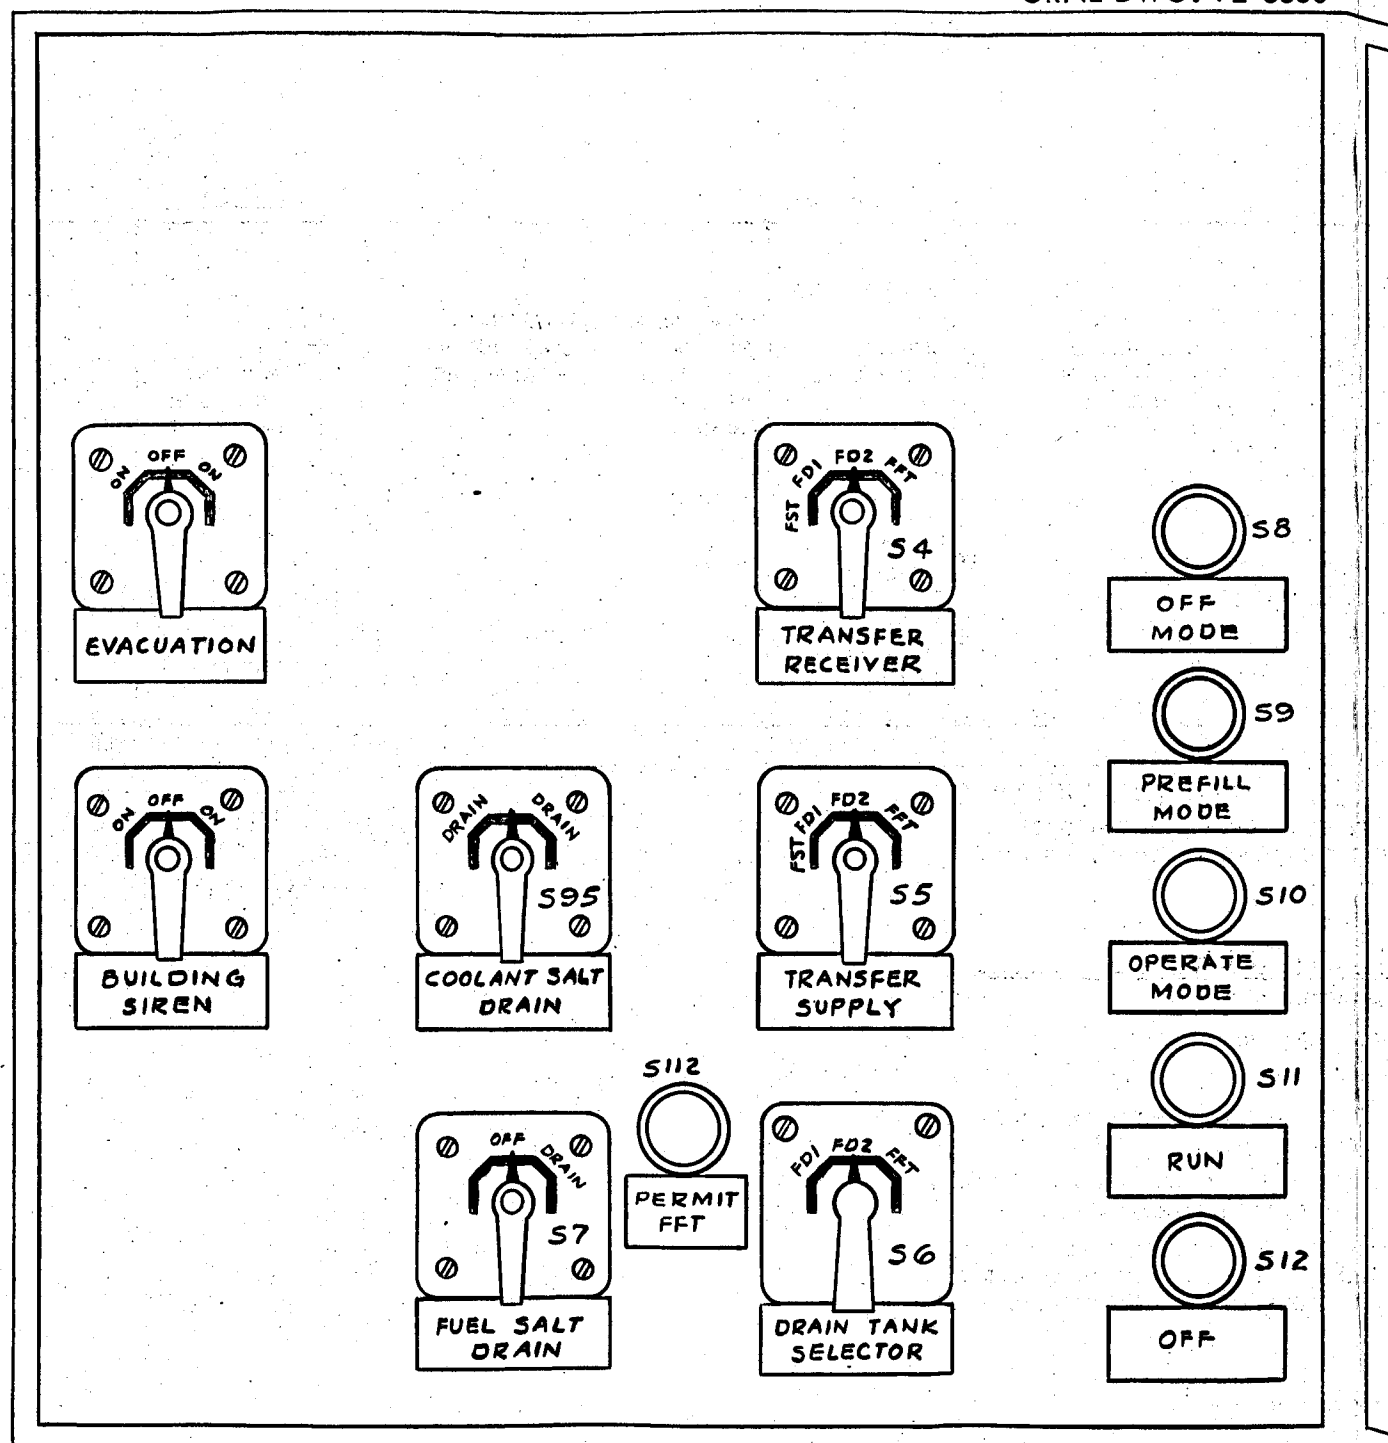 ON OFF ON
EVACUATION
FST FD1 FD2 FFT
S4
TRANSFER
RECEIVER
S8
OFF
MODE
S9
PREFILL
MODE
ON OFF ON
BUILDING
SIREN
DRAIN DRAIN
S95
COOLANT SALT
DRAIN
FST FD1 FD2 FFT
S5
TRANSFER
SUPPLY
S10
OPERATE
MODE
S11
RUN
OFF DRAIN
S7
FUEL SALT
DRAIN
S112
PERMIT
FFT
FD1 FD2 FFT
S6
DRAIN TANK
SELECTOR
S12
OFF